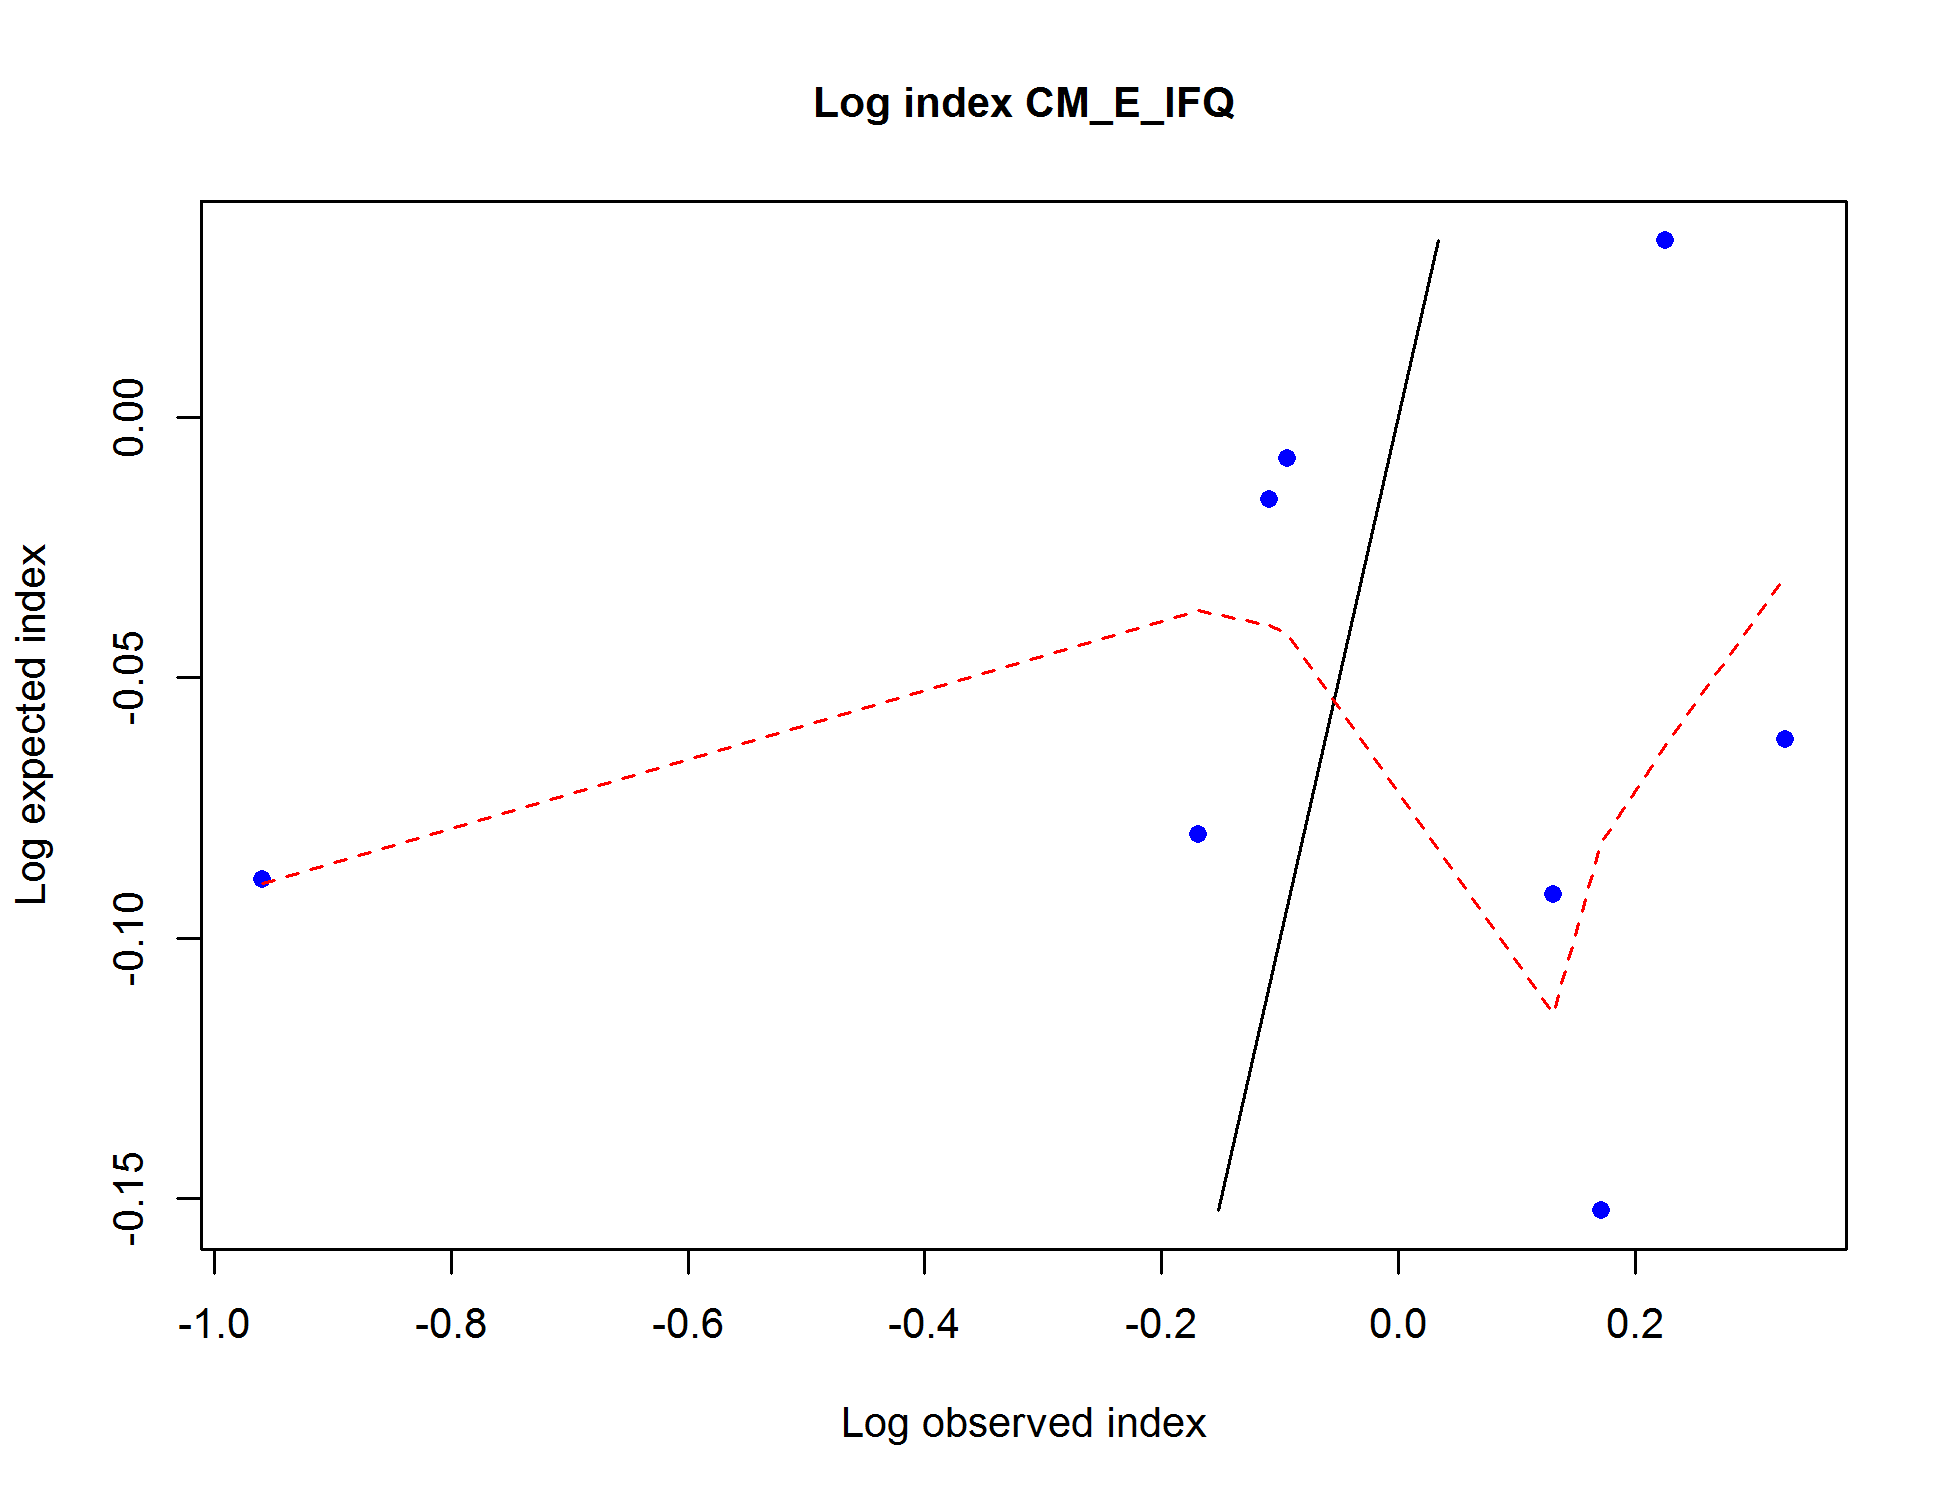 Log index CM_E_IFQ
Log expected index
0.00
-0.05
-0.10
-0.15
-1.0 -0.8 -0.6 -0.4 -0.2 0.0 0.2
Log observed index